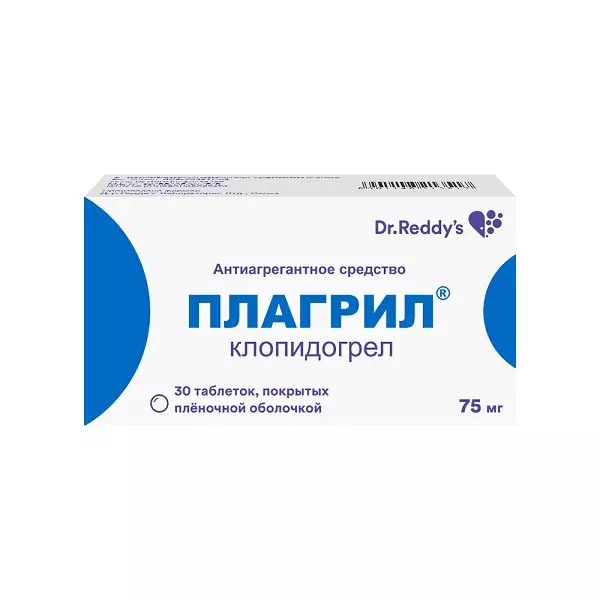 Dr.Reddy's
Антиагрегантное средство
ПЛАГРИЛ®
клопидогрел
30 таблеток, покрытых
плёночной оболочкой
75 мг